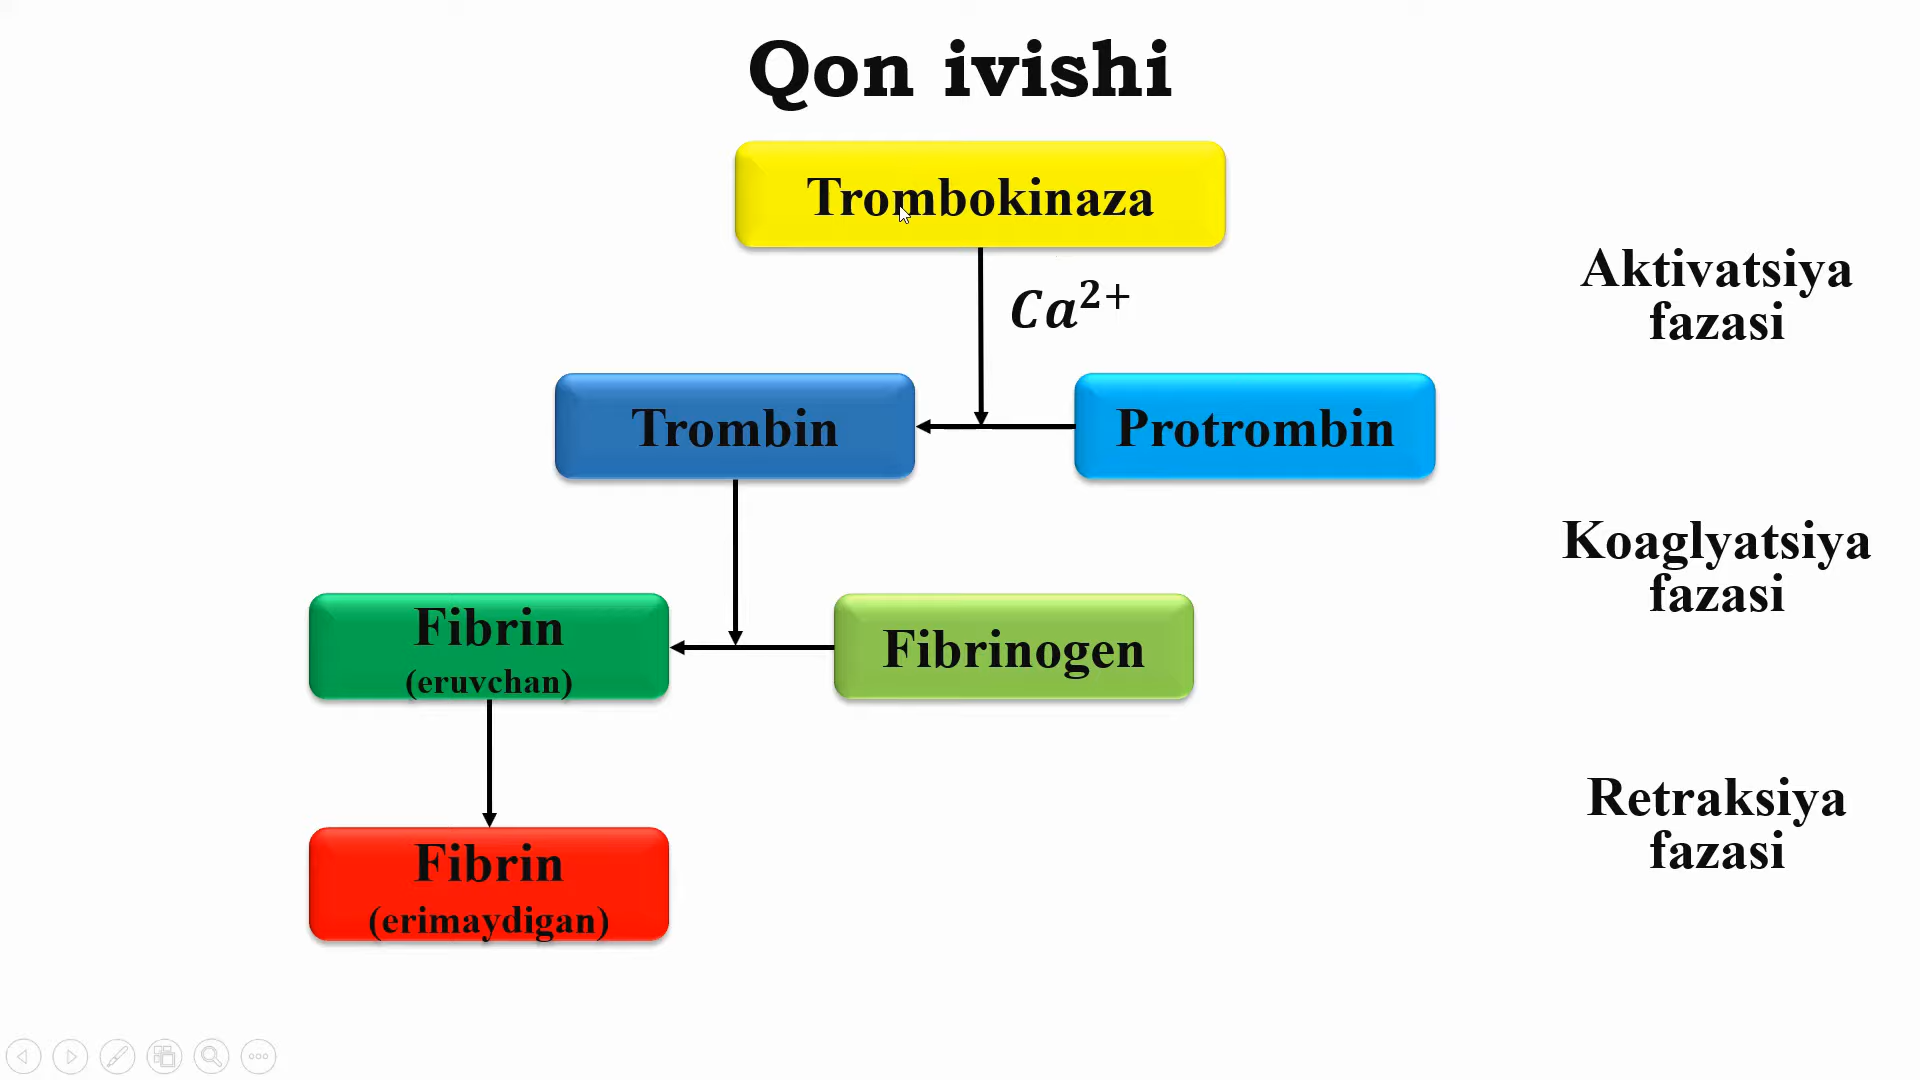 Qon ivishi
Trombokinaza
Ca²⁺
Aktivatsiya
fazasi
Trombin
Protrombin
Koaglyatsiya
fazasi
Fibrin
(eruvchan)
Fibrinogen
Retraksiya
fazasi
Fibrin
(erimaydigan)